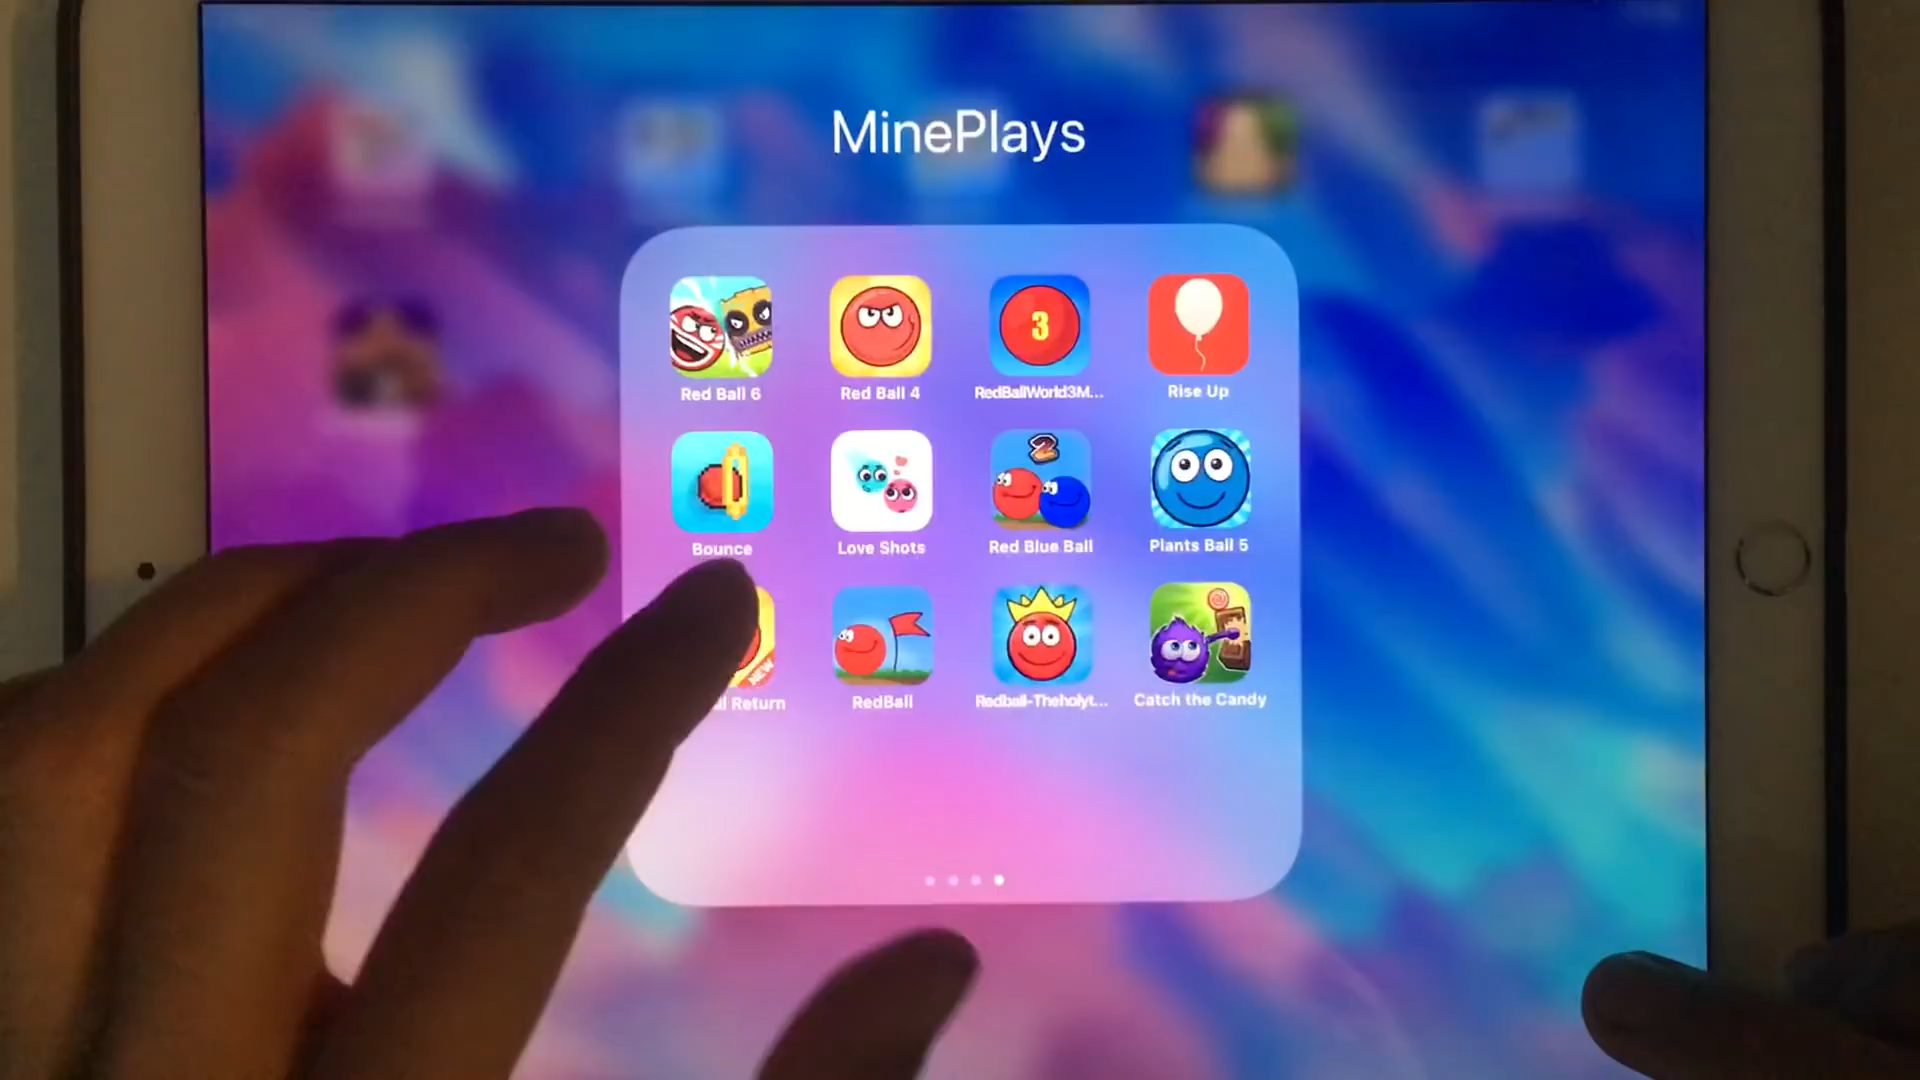 MinePlays
3
Red Ball 6 Red Ball 4 RedBallWorld3M... Rise Up
2
Bounce Love Shots Red Blue Ball Plants Ball 5
NEW
Return RedBall Redball-Theholyt... Catch the Candy